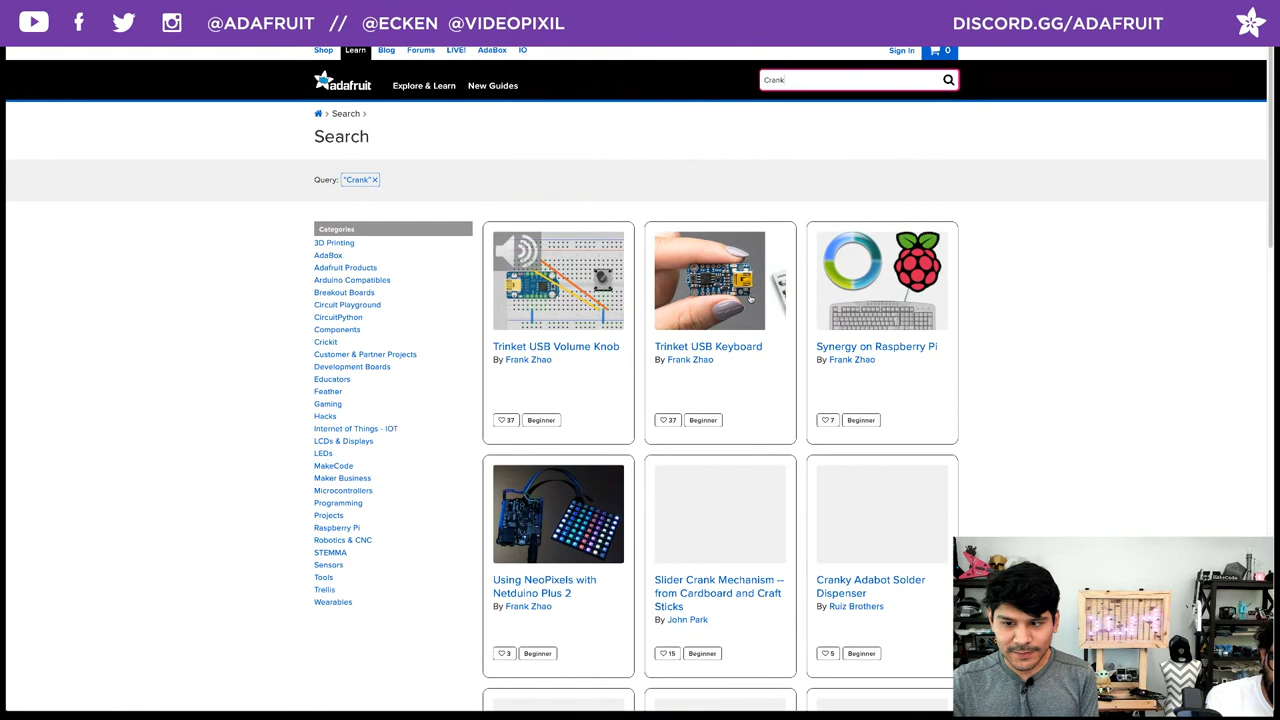 @ADAFRUIT // @ECKEN @VIDEOPIXIL
DISCORD.GG/ADAFRUIT
Shop Learn Blog Forums LIVE! AdaBox IO
Sign In 0
adafruit Explore & Learn New Guides
Crank
> Search >
Search
Query: "Crank" ×
Categories
3D Printing
AdaBox
Adafruit Products
Arduino Compatibles
Breakout Boards
Circuit Playground
CircuitPython
Components
Crickit
Customer & Partner Projects
Development Boards
Educators
Feather
Gaming
Hacks
Internet of Things - IOT
LCDs & Displays
LEDs
MakeCode
Maker Business
Microcontrollers
Programming
Projects
Raspberry Pi
Robotics & CNC
STEMMA
Sensors
Tools
Trellis
Wearables
Trinket USB Volume Knob
By Frank Zhao
37 Beginner
Trinket USB Keyboard
By Frank Zhao
37 Beginner
Synergy on Raspberry Pi
By Frank Zhao
7 Beginner
Using NeoPixels with
Netduino Plus 2
By Frank Zhao
3 Beginner
Slider Crank Mechanism --
from Cardboard and Craft
Sticks
By John Park
15 Beginner
Cranky Adabot Solder
Dispenser
By Ruiz Brothers
5 Beginner